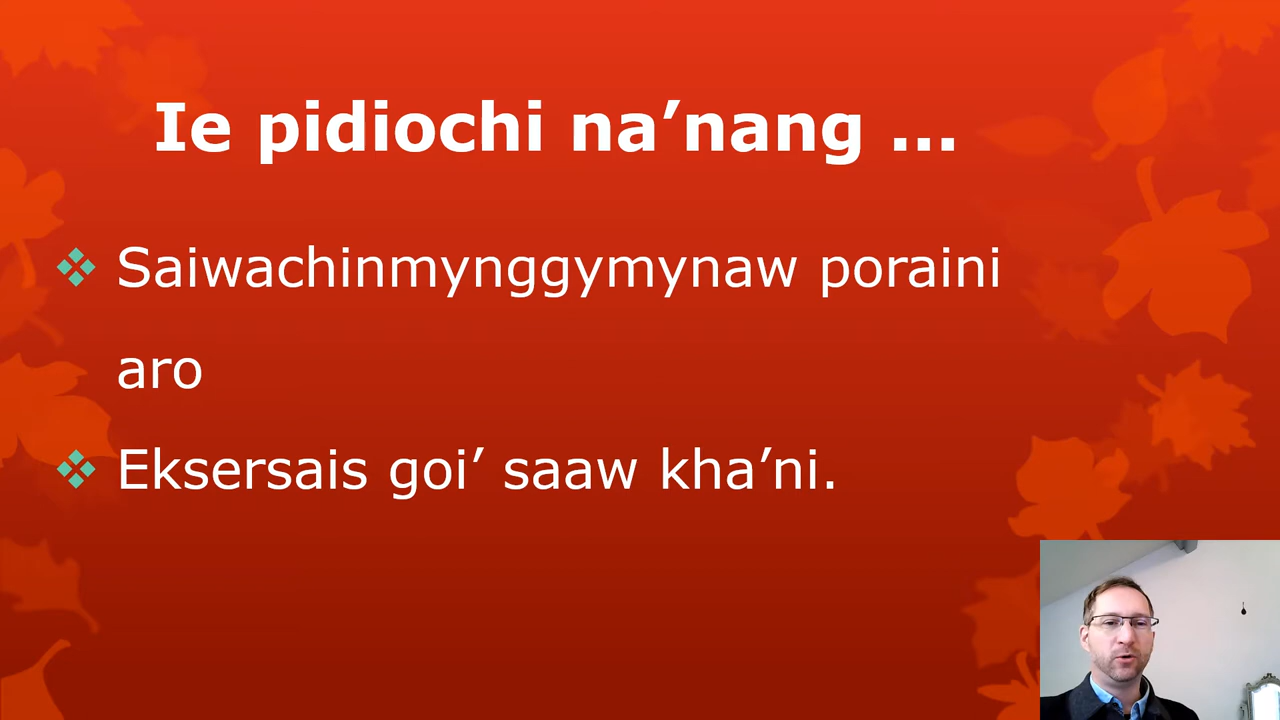 Ie pidiochi na’nang ...
Saiwachinmynggymynaw poraini
aro
Eksersais goi’ saaw kha’ni.